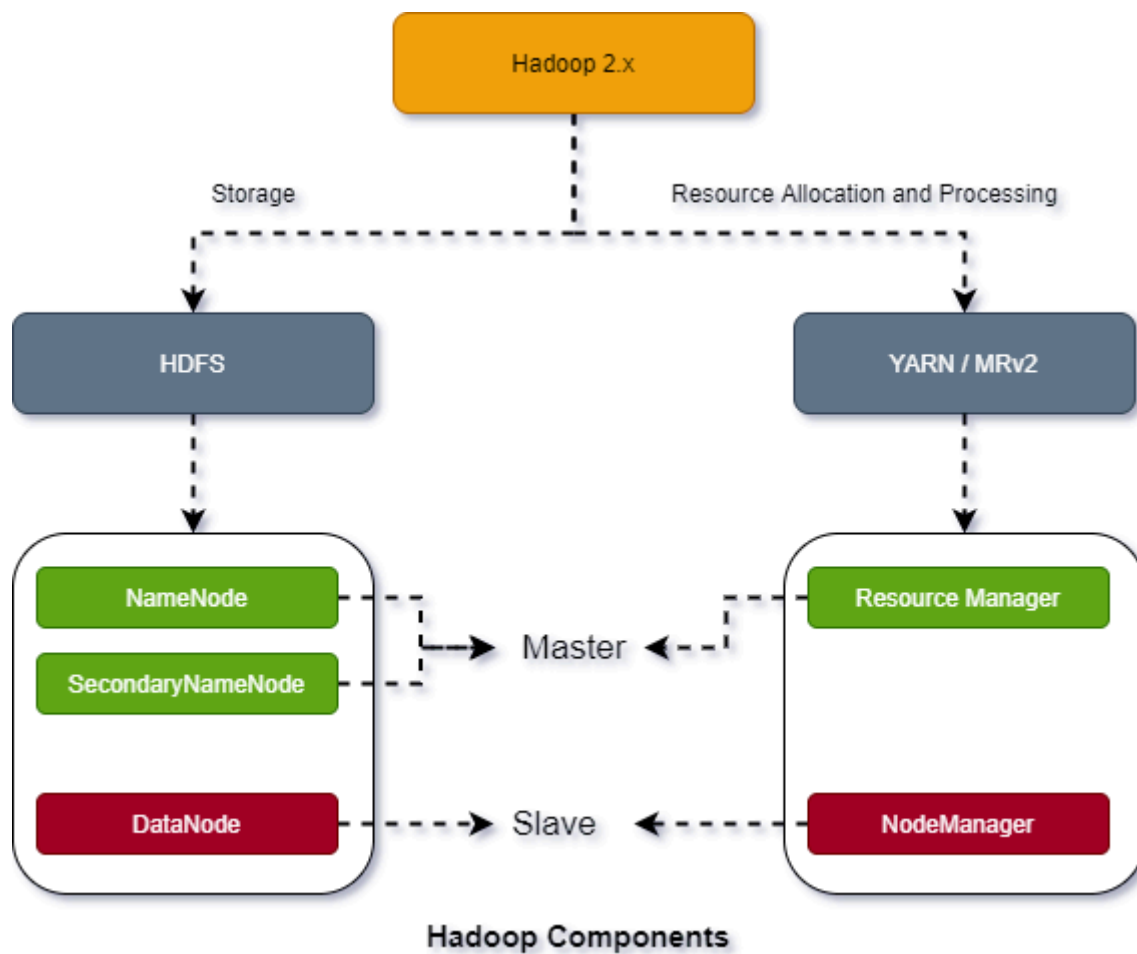 Hadoop 2.x
Storage
Resource Allocation and Processing
HDFS
YARN / MRv2
NameNode
Resource Manager
Master
SecondaryNameNode
DataNode
Slave
NodeManager
Hadoop Components